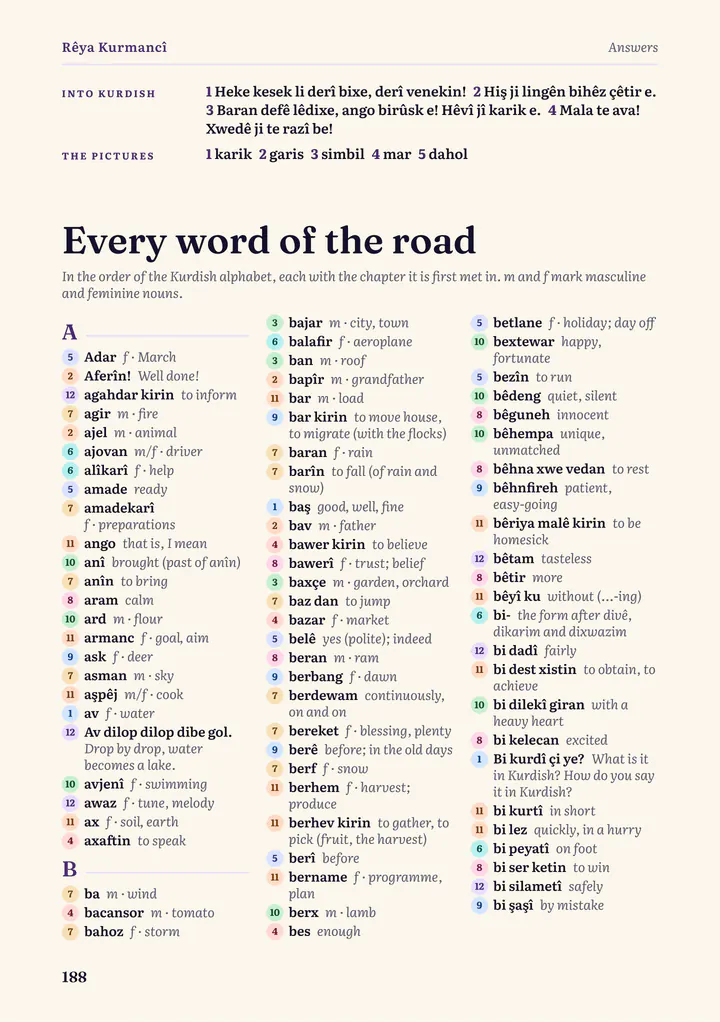 Rêya Kurmancî
Answers
INTO KURDISH
1 Heke kesek li derî bixe, derî venekin! 2 Hiş ji lingên bihêz çêtir e.
3 Baran defê lêdixe, ango birûsk e! Hêvî jî karik e. 4 Mala te ava!
Xwedê ji te razî be!
THE PICTURES
1 karik 2 garis 3 simbil 4 mar 5 dahol
Every word of the road
In the order of the Kurdish alphabet, each with the chapter it is first met in. m and f mark masculine
and feminine nouns.
A
5 Adar f · March
2 Aferîn! Well done!
12 agahdar kirin to inform
7 agir m · fire
2 ajel m · animal
6 ajovan m/f · driver
6 alîkarî f · help
5 amade ready
7 amadekarî
f · preparations
11 ango that is, I mean
10 anî brought (past of anîn)
7 anîn to bring
8 aram calm
10 ard m · flour
11 armanc f · goal, aim
9 ask f · deer
7 asman m · sky
11 aşpêj m/f · cook
1 av f · water
12 Av dilop dilop dibe gol.
Drop by drop, water
becomes a lake.
10 avjenî f · swimming
12 awaz f · tune, melody
11 ax f · soil, earth
4 axaftin to speak
B
7 ba m · wind
4 bacansor m · tomato
7 bahoz f · storm
3 bajar m · city, town
6 balafir f · aeroplane
3 ban m · roof
2 bapîr m · grandfather
11 bar m · load
9 bar kirin to move house,
to migrate (with the flocks)
7 baran f · rain
7 barîn to fall (of rain and
snow)
1 baş good, well, fine
2 bav m · father
4 bawer kirin to believe
8 bawerî f · trust; belief
3 baxçe m · garden, orchard
7 baz dan to jump
4 bazar f · market
5 belê yes (polite); indeed
8 beran m · ram
9 berbang f · dawn
7 berdewam continuously,
on and on
7 bereket f · blessing, plenty
9 berê before; in the old days
7 berf f · snow
11 berhem f · harvest;
produce
11 berhev kirin to gather, to
pick (fruit, the harvest)
5 berî before
11 bername f · programme,
plan
10 berx m · lamb
4 bes enough
5 betlane f · holiday; day off
10 bextewar happy,
fortunate
5 bezîn to run
10 bêdeng quiet, silent
8 bêguneh innocent
10 bêhempa unique,
unmatched
8 bêhna xwe vedan to rest
9 bêhnfireh patient,
easy-going
11 bêriya malê kirin to be
homesick
12 bêtam tasteless
8 bêtir more
11 bêyî ku without (...-ing)
6 bi- the form after divê,
dikarim and dixwazim
12 bi dadî fairly
11 bi dest xistin to obtain, to
achieve
10 bi dilekî giran with a
heavy heart
8 bi kelecan excited
1 Bi kurdî çi ye? What is it
in Kurdish? How do you say
it in Kurdish?
11 bi kurtî in short
11 bi lez quickly, in a hurry
6 bi peyatî on foot
8 bi ser ketin to win
12 bi silametî safely
9 bi şaşî by mistake
188